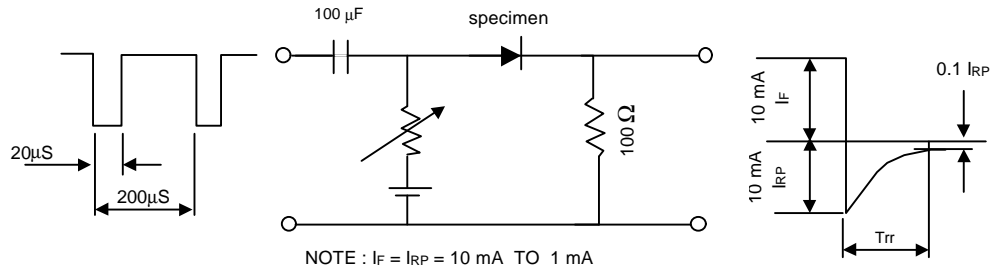 100 µF
specimen
20µS
200µS
100 Ω
10 mA
IF
10 mA
IRP
0.1 IRP
Trr
NOTE : IF = IRP = 10 mA TO 1 mA